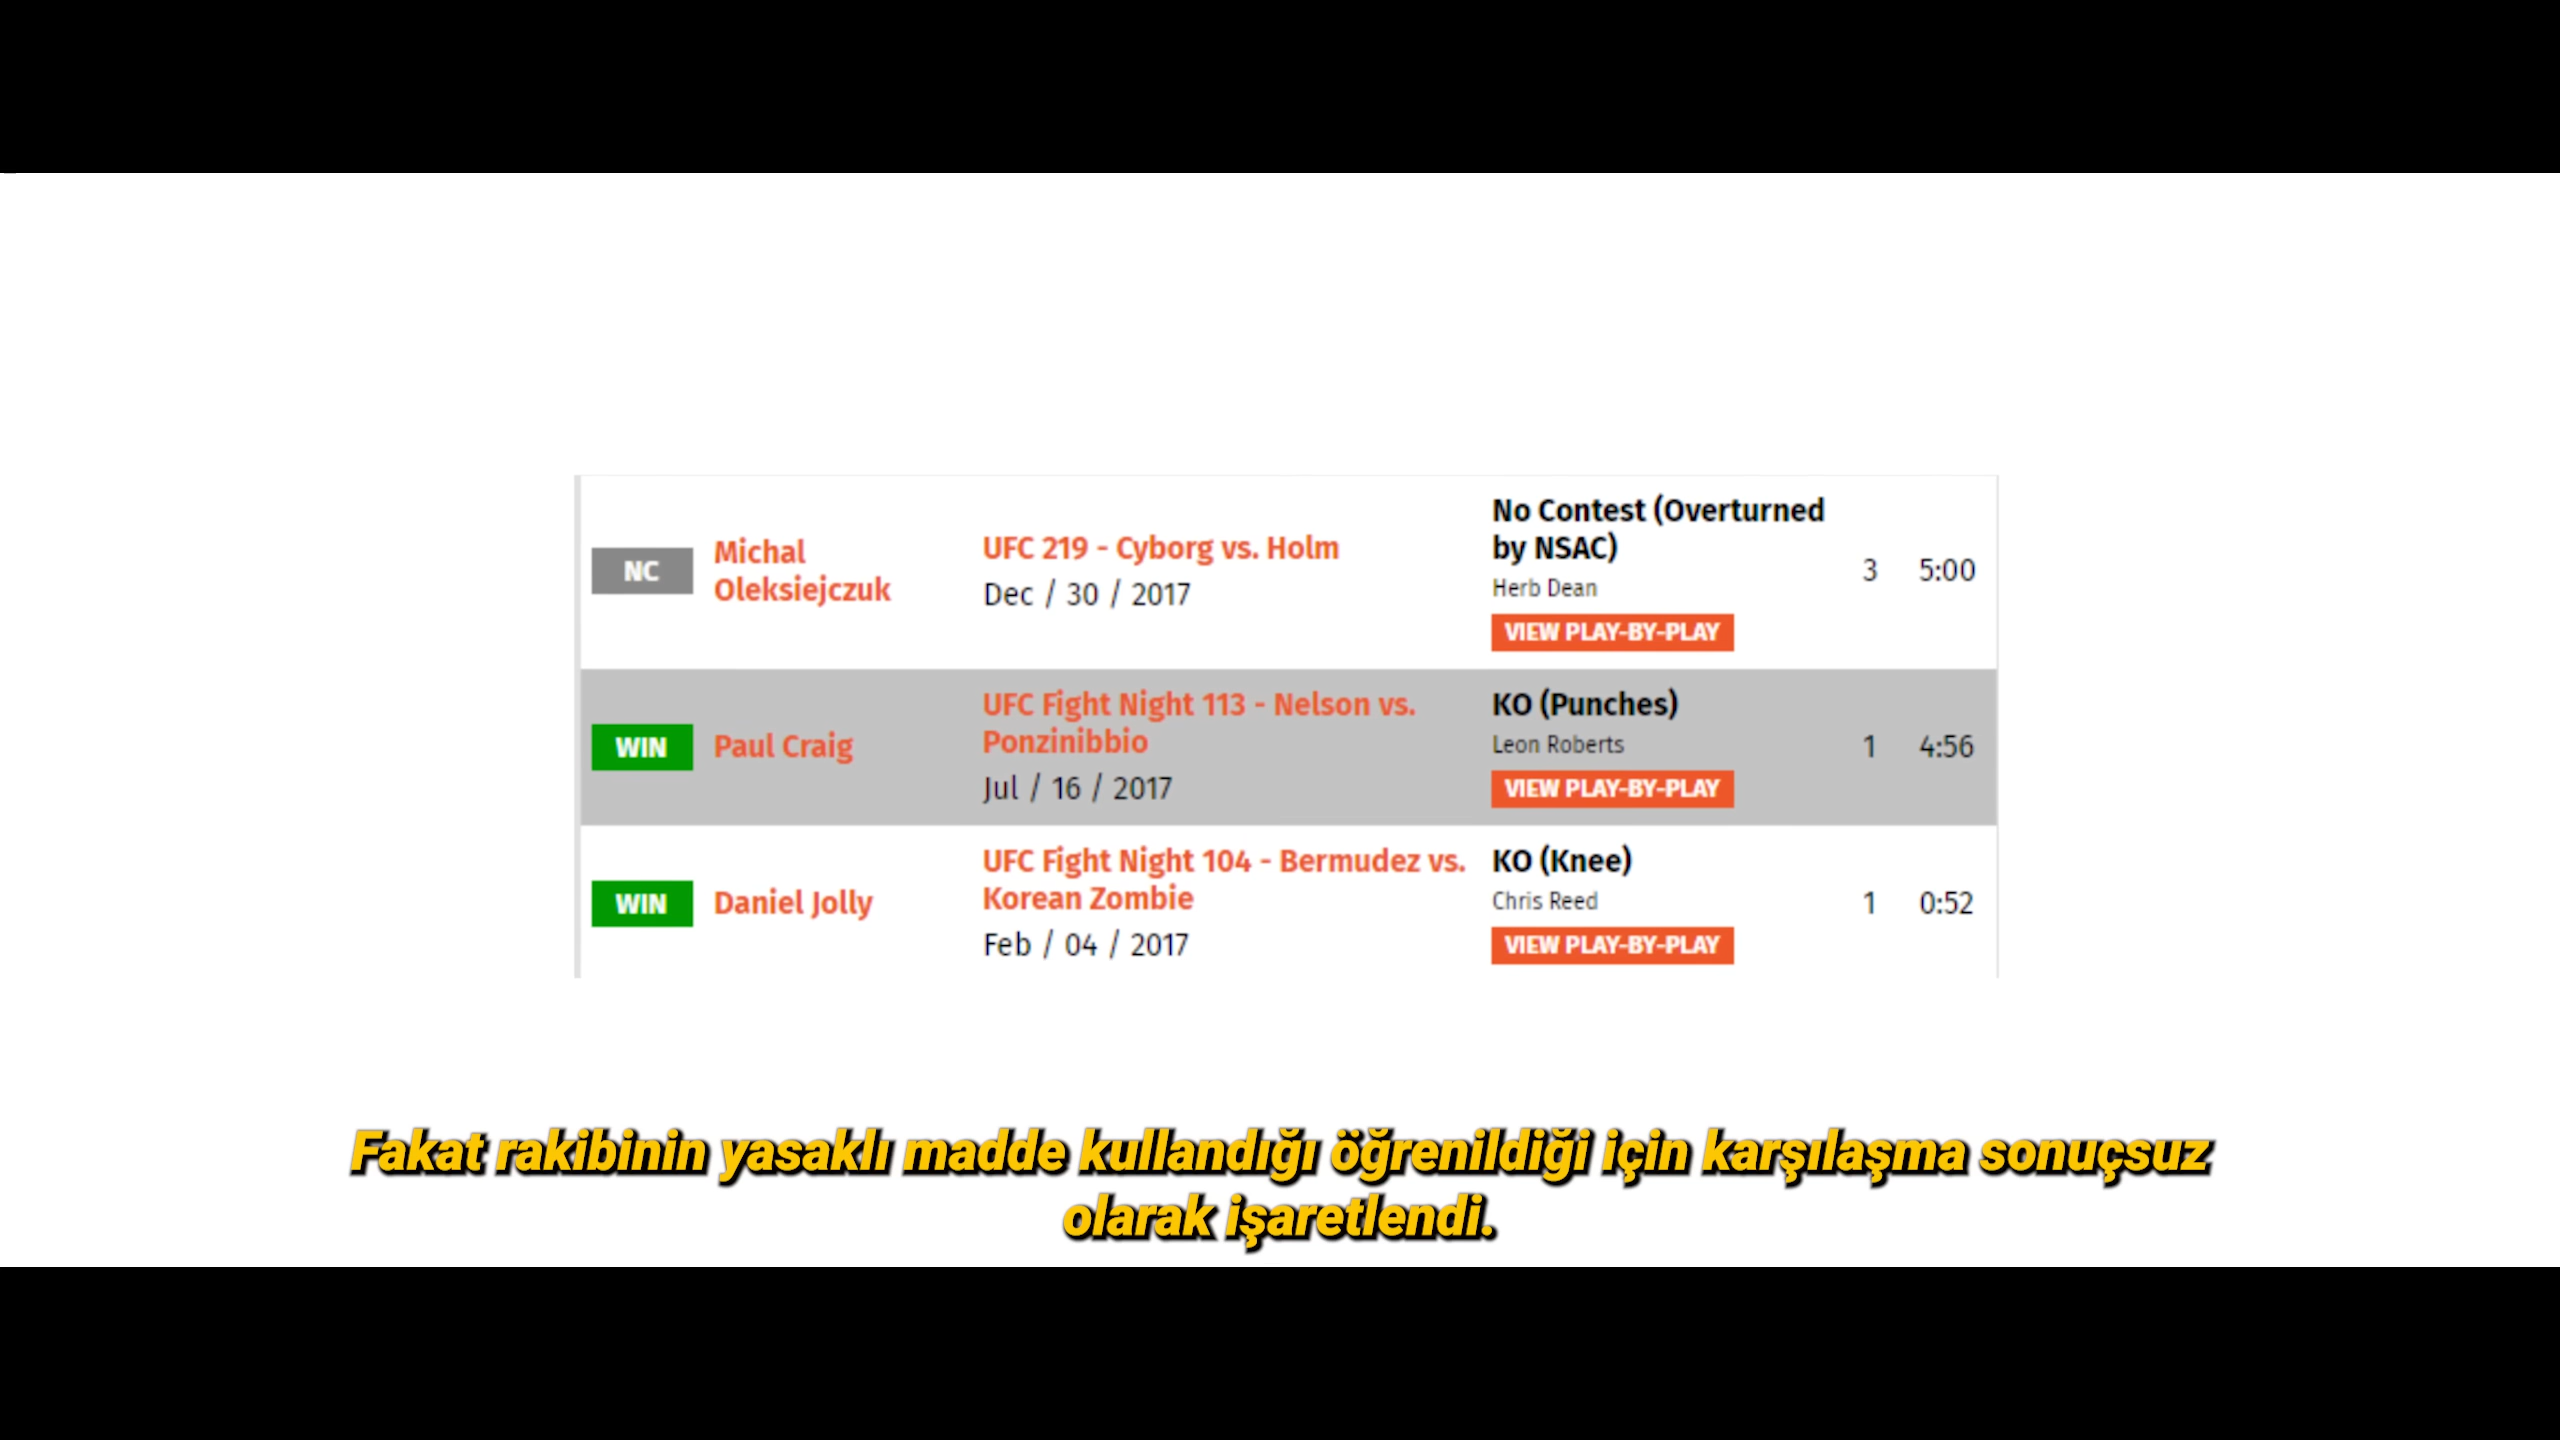 NC
Michal
Oleksiejczuk
UFC 219 - Cyborg vs. Holm
Dec / 30 / 2017
No Contest (Overturned
by NSAC)
Herb Dean
VIEW PLAY-BY-PLAY
3
5:00
WIN
Paul Craig
UFC Fight Night 113 - Nelson vs.
Ponzinibbio
Jul / 16 / 2017
KO (Punches)
Leon Roberts
VIEW PLAY-BY-PLAY
1
4:56
WIN
Daniel Jolly
UFC Fight Night 104 - Bermudez vs.
Korean Zombie
Feb / 04 / 2017
KO (Knee)
Chris Reed
VIEW PLAY-BY-PLAY
1
0:52
Fakat rakibinin yasaklı madde kullandığı öğrenildiği için karşılaşma sonuçsuz
olarak işaretlendi.